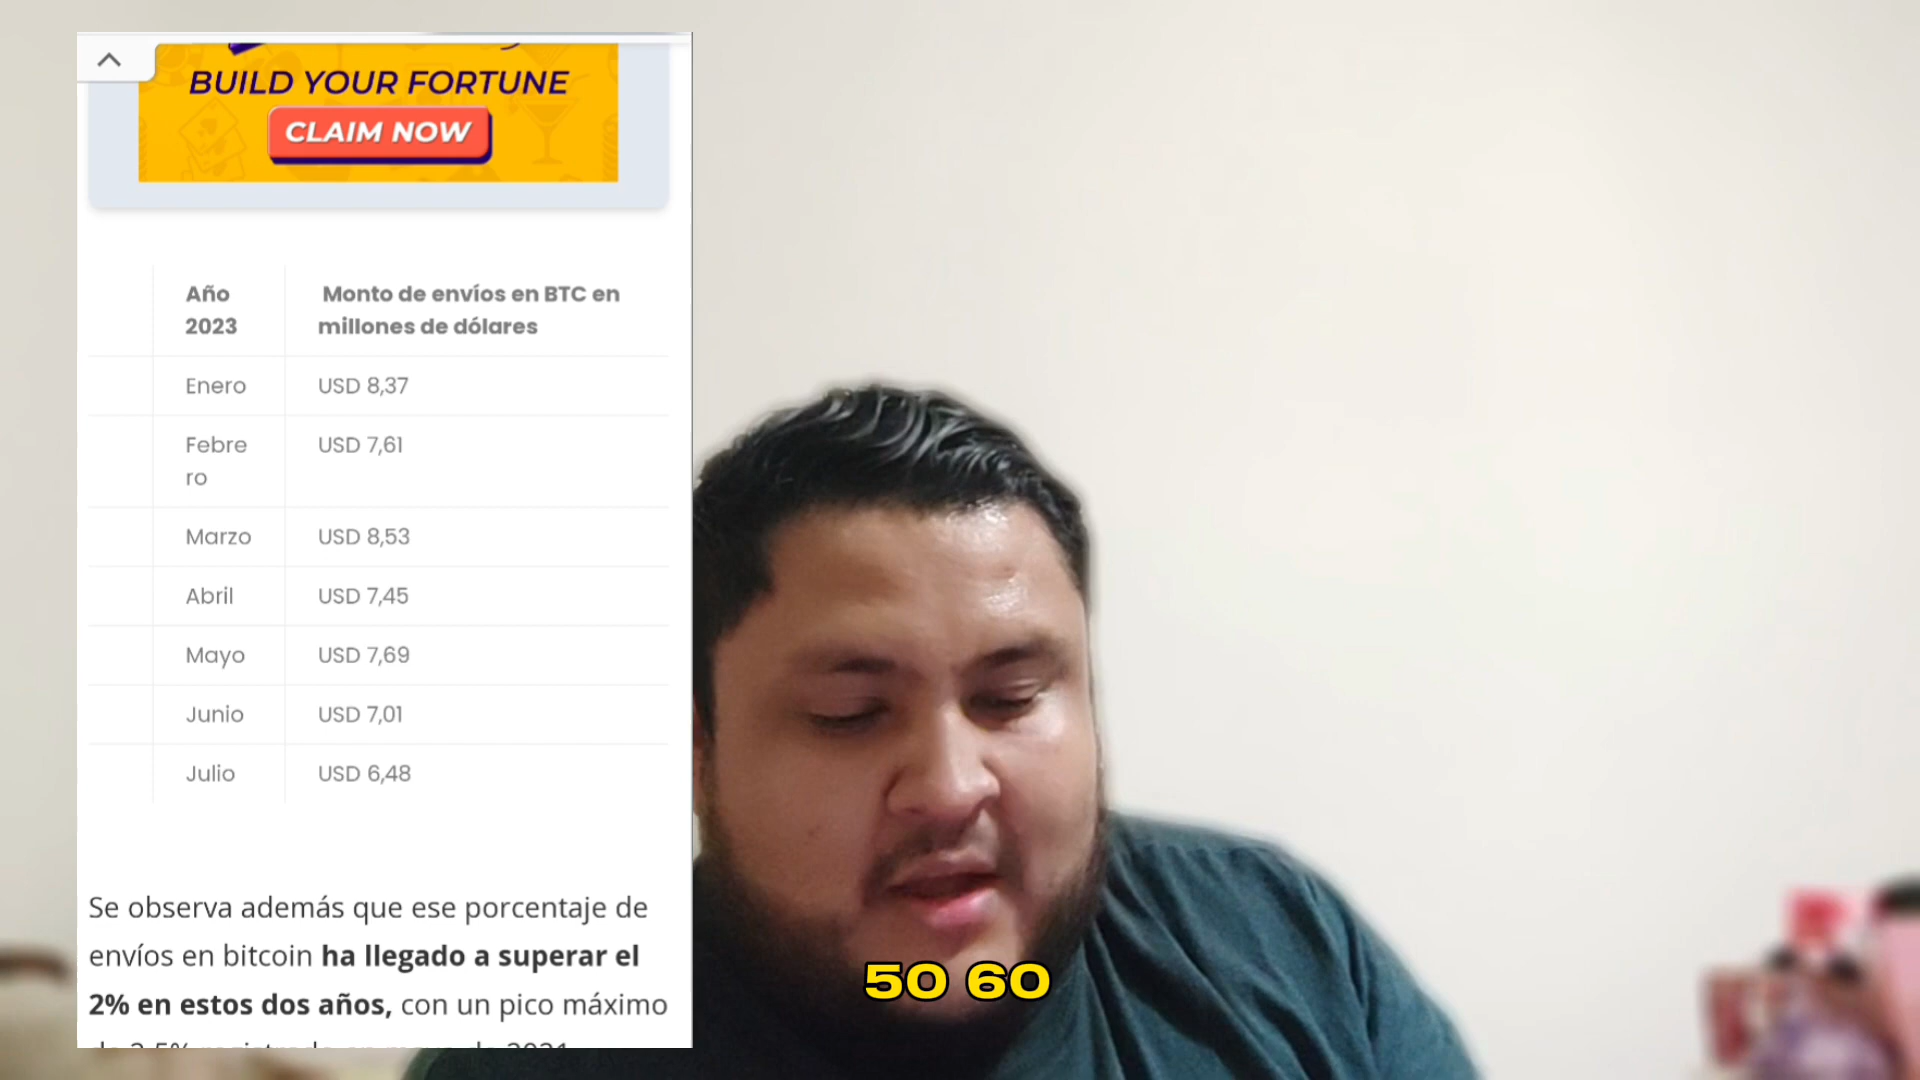 BUILD YOUR FORTUNE
CLAIM NOW
Año
2023
Monto de envíos en BTC en
millones de dólares
Enero
USD 8,37
Febre
ro
USD 7,61
Marzo
USD 8,53
Abril
USD 7,45
Mayo
USD 7,69
Junio
USD 7,01
Julio
USD 6,48
Se observa además que ese porcentaje de
envíos en bitcoin ha llegado a superar el
2% en estos dos años, con un pico máximo
50 60